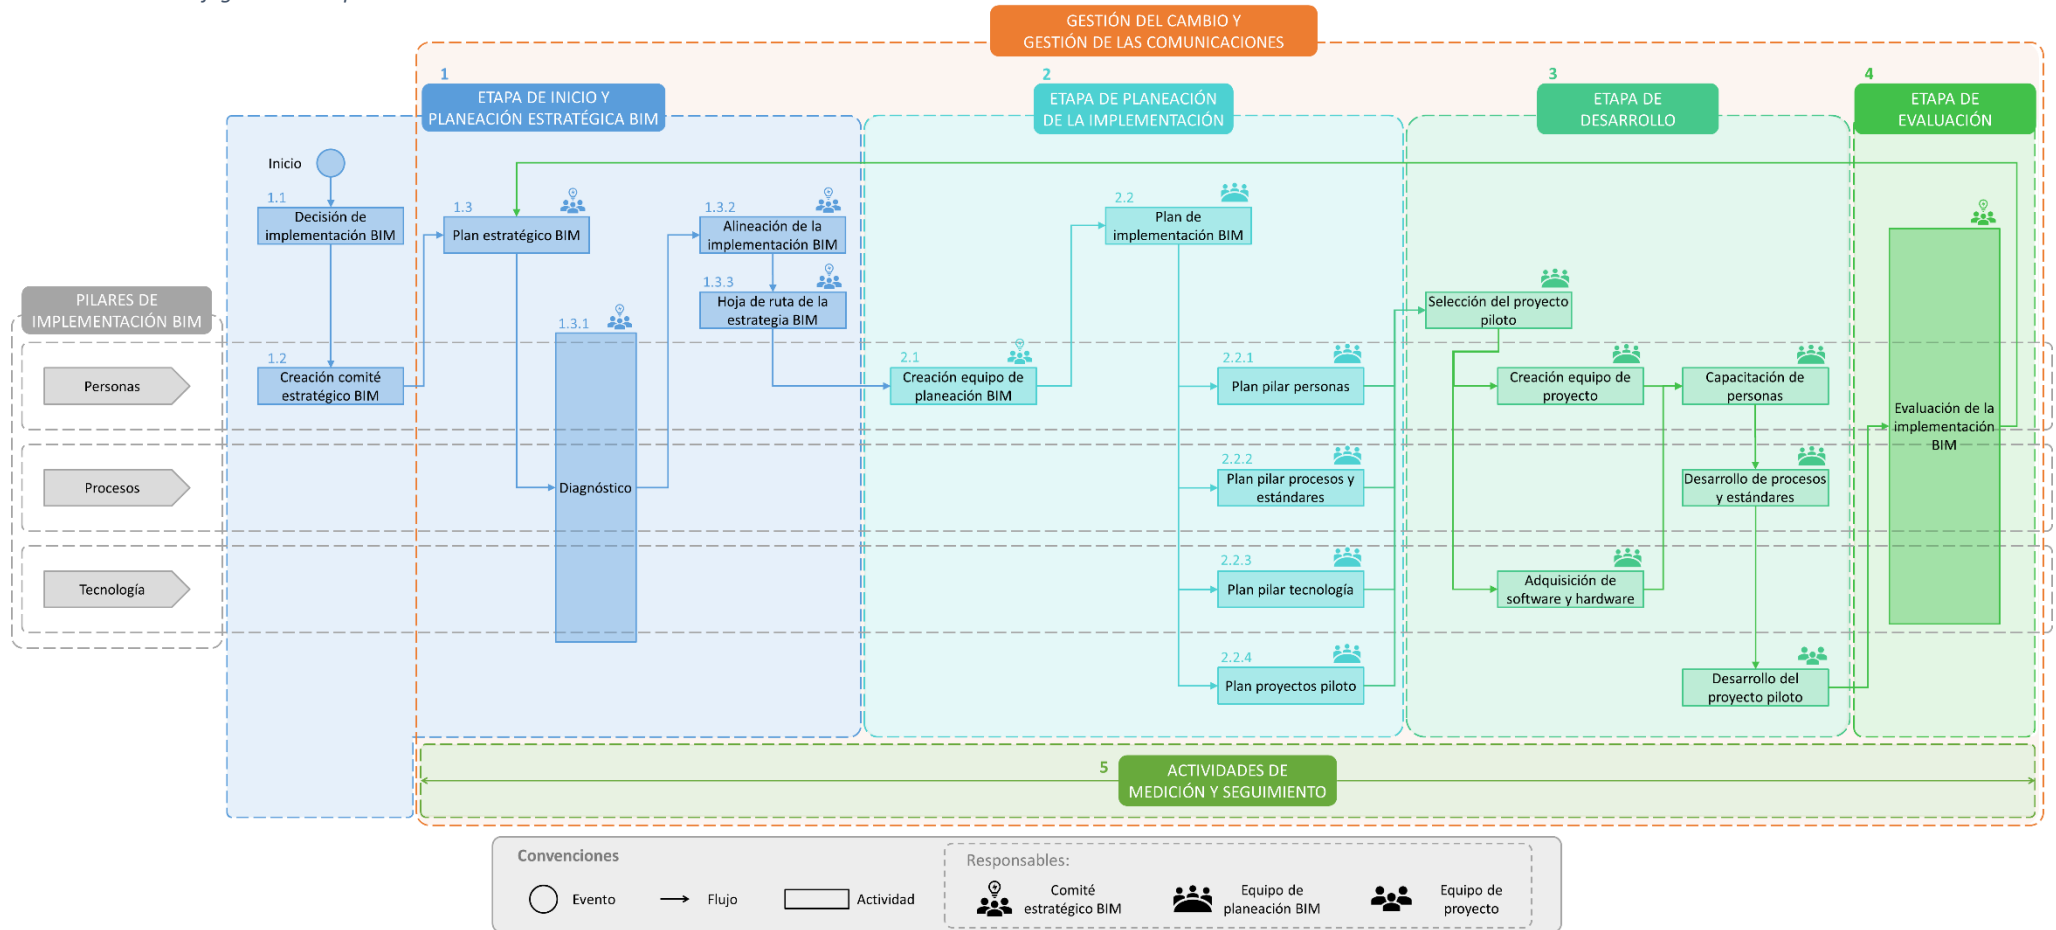 GESTIÓN DEL CAMBIO Y
GESTIÓN DE LAS COMUNICACIONES
1
ETAPA DE INICIO Y
PLANEACIÓN ESTRATÉGICA BIM
2
ETAPA DE PLANEACIÓN
DE LA IMPLEMENTACIÓN
3
ETAPA DE
DESARROLLO
4
ETAPA DE
EVALUACIÓN
Inicio
1.1
Decisión de
implementación BIM
1.2
Creación comité
estratégico BIM
1.3
Plan estratégico BIM
1.3.1
Diagnóstico
1.3.2
Alineación de la
implementación BIM
1.3.3
Hoja de ruta de la
estrategia BIM
2.1
Creación equipo de
planeación BIM
2.2
Plan de
implementación BIM
2.2.1
Plan pilar personas
2.2.2
Plan pilar procesos y
estándares
2.2.3
Plan pilar tecnología
2.2.4
Plan proyectos piloto
Selección del proyecto
piloto
Creación equipo de
proyecto
Capacitación de
personas
Desarrollo de procesos
y estándares
Adquisición de
software y hardware
Desarrollo del
proyecto piloto
Evaluación de la
implementación
BIM
PILARES DE
IMPLEMENTACIÓN BIM
Personas
Procesos
Tecnología
5
ACTIVIDADES DE
MEDICIÓN Y SEGUIMIENTO
Convenciones
Evento
Flujo
Actividad
Responsables:
Comité
estratégico BIM
Equipo de
planeación BIM
Equipo de
proyecto